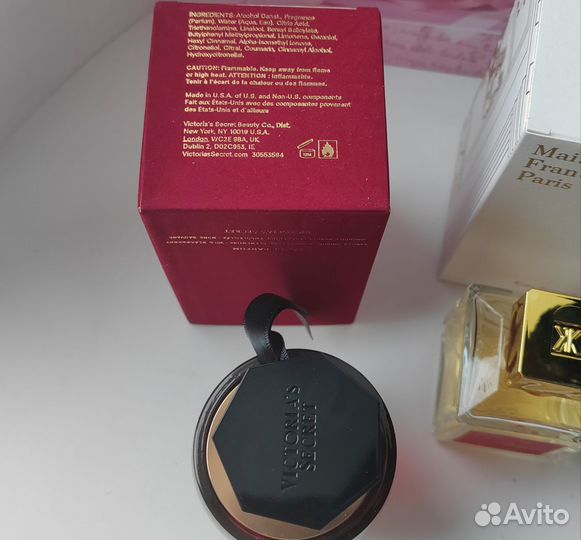 INGREDIENTS: Alcohol Denat., Fragrance
(Parfum), Water (Aqua, Eau), Citric Acid,
Triethanolamine, Linalool, Benzyl Salicylate,
Butylphenyl Methylpropional, Limonene, Geraniol,
Hexyl Cinnamal, Alpha-Isomethyl Ionone,
Citronellol, Citral, Coumarin, Cinnamyl Alcohol,
Hydroxycitronellal.
CAUTION: Flammable. Keep away from flame
or high heat. ATTENTION : Inflammable.
Tenir à l'écart de la chaleur ou des flammes.
Made in U.S.A. of U.S. and Non-U.S. components
Fait aux États-Unis avec des composantes provenant
des États-Unis et d'ailleurs
Victoria's Secret Beauty Co., Dist.
New York, NY 10019 U.S.A.
London, WC2E 9BA, UK
Dublin 2, D02C953, IE
VictoriasSecret.com 30653584
12M
Mai
Fran
Paris
VICTORIA'S
SECRET
Avito